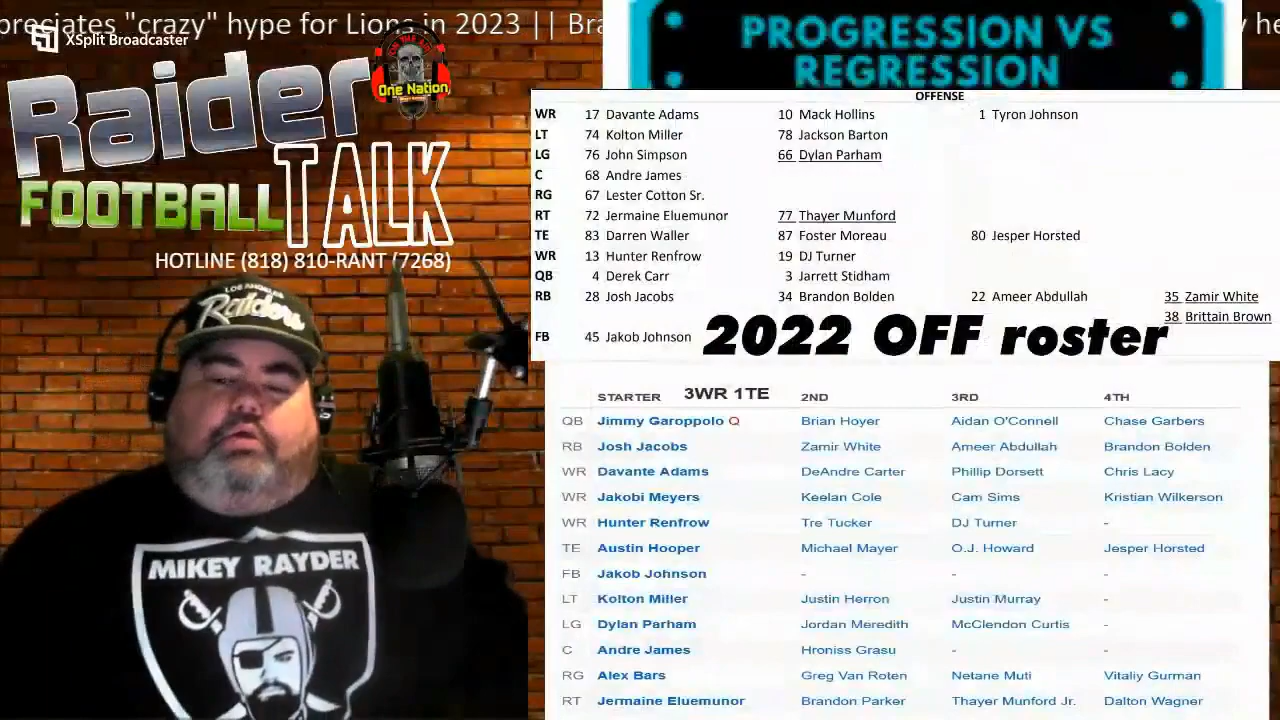 preciates "crazy" hype for Lions in 2023 || Bra
y he
XSplit Broadcaster
Raider
FOOTBALL
TALK
ON THE AIR
One Nation
HOTLINE (818) 810-RANT (7268)
LOS ANGELES
Raiders
MIKEY RAYDER
PROGRESSION VS
REGRESSION
OFFENSE
WR 17 Davante Adams 10 Mack Hollins 1 Tyron Johnson
LT 74 Kolton Miller 78 Jackson Barton
LG 76 John Simpson 66 Dylan Parham
C 68 Andre James
RG 67 Lester Cotton Sr.
RT 72 Jermaine Eluemunor 77 Thayer Munford
TE 83 Darren Waller 87 Foster Moreau 80 Jesper Horsted
WR 13 Hunter Renfrow 19 DJ Turner
QB 4 Derek Carr 3 Jarrett Stidham
RB 28 Josh Jacobs 34 Brandon Bolden 22 Ameer Abdullah 35 Zamir White
38 Brittain Brown
FB 45 Jakob Johnson
2022 OFF roster
STARTER 3WR 1TE 2ND 3RD 4TH
QB Jimmy Garoppolo Q Brian Hoyer Aidan O'Connell Chase Garbers
RB Josh Jacobs Zamir White Ameer Abdullah Brandon Bolden
WR Davante Adams DeAndre Carter Phillip Dorsett Chris Lacy
WR Jakobi Meyers Keelan Cole Cam Sims Kristian Wilkerson
WR Hunter Renfrow Tre Tucker DJ Turner -
TE Austin Hooper Michael Mayer O.J. Howard Jesper Horsted
FB Jakob Johnson - - -
LT Kolton Miller Justin Herron Justin Murray -
LG Dylan Parham Jordan Meredith McClendon Curtis -
C Andre James Hroniss Grasu - -
RG Alex Bars Greg Van Roten Netane Muti Vitaliy Gurman
RT Jermaine Eluemunor Brandon Parker Thayer Munford Jr. Dalton Wagner